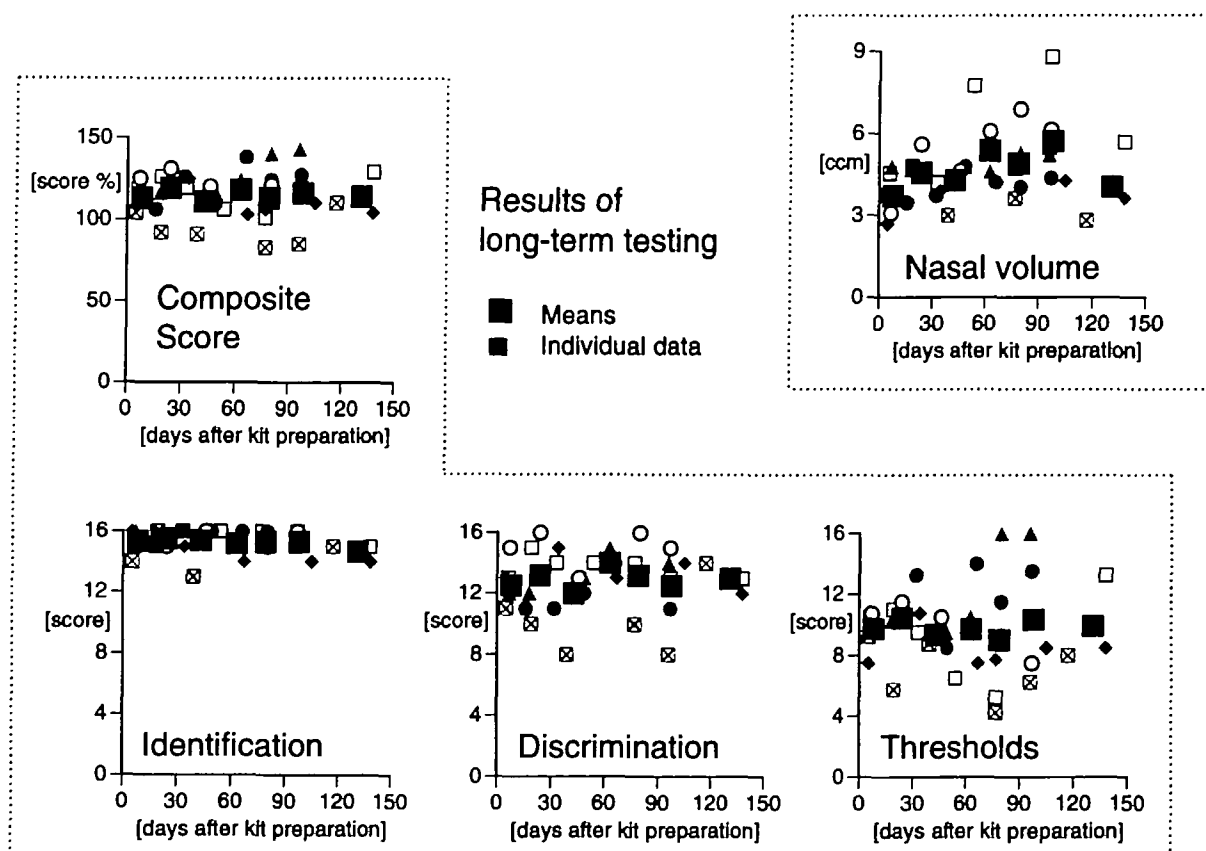 150
[score %]
100
50
0
Composite
Score
0 30 60 90 120 150
[days after kit preparation]
Results of
long-term testing
Means
Individual data
9
6
[ccm]
3
0
Nasal volume
0 30 60 90 120 150
[days after kit preparation]
16
12
[score]
8
4
0
Identification
0 30 60 90 120 150
[days after kit preparation]
16
12
[score]
8
4
0
Discrimination
0 30 60 90 120 150
[days after kit preparation]
16
12
[score]
8
4
0
Thresholds
0 30 60 90 120 150
[days after kit preparation]